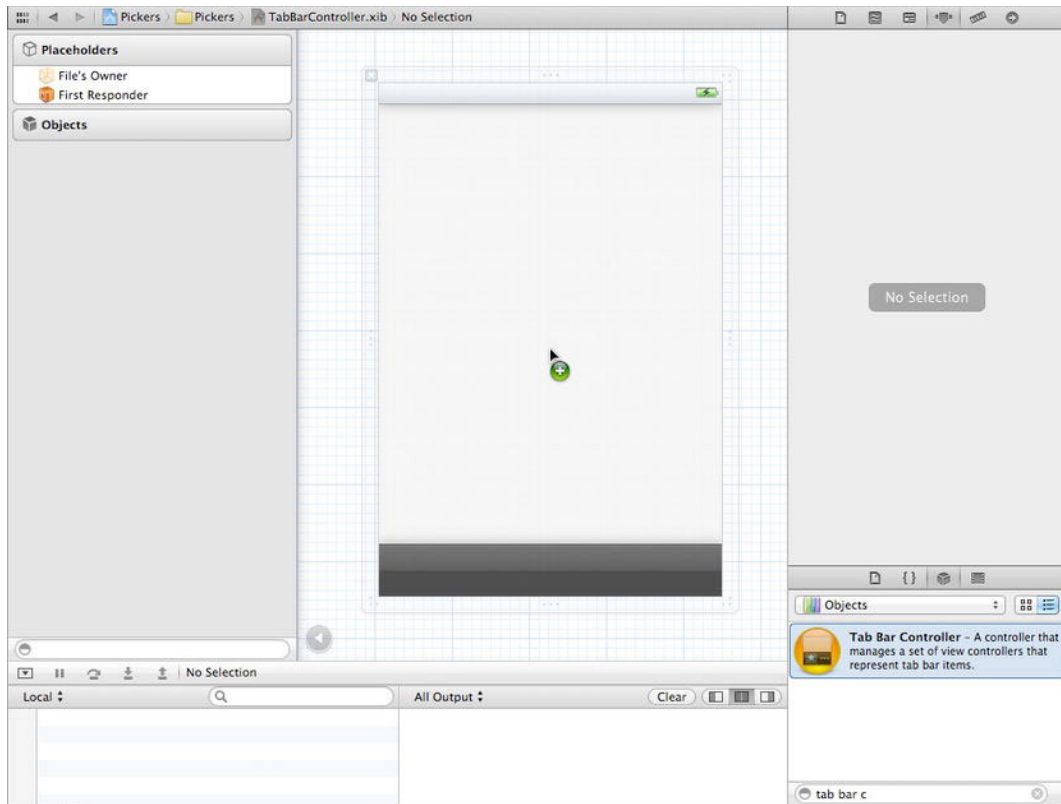 Pickers Pickers TabBarController.xib No Selection
Placeholders
File's Owner
First Responder
Objects
No Selection
Objects
Tab Bar Controller – A controller that
manages a set of view controllers that
represent tab bar items.
No Selection
Local All Output Clear
tab bar c